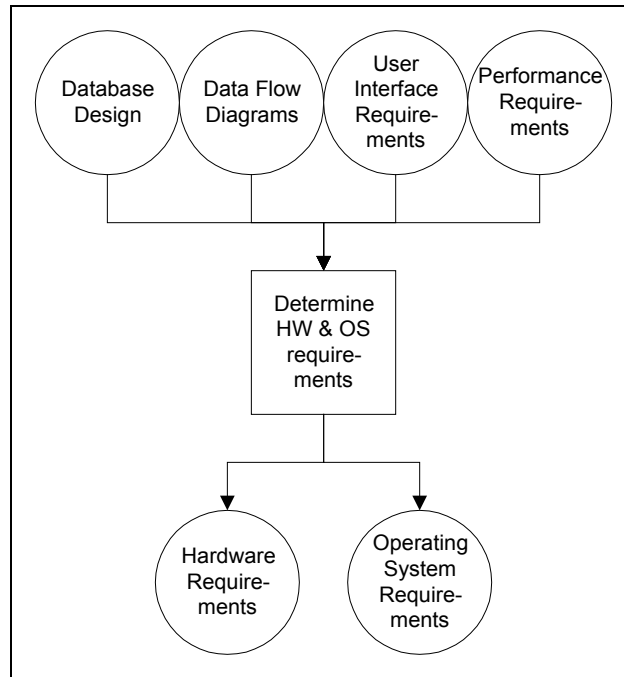 Database
Design
Data Flow
Diagrams
User
Interface
Require-
ments
Performance
Require-
ments
Determine
HW & OS
require-
ments
Hardware
Require-
ments
Operating
System
Require-
ments